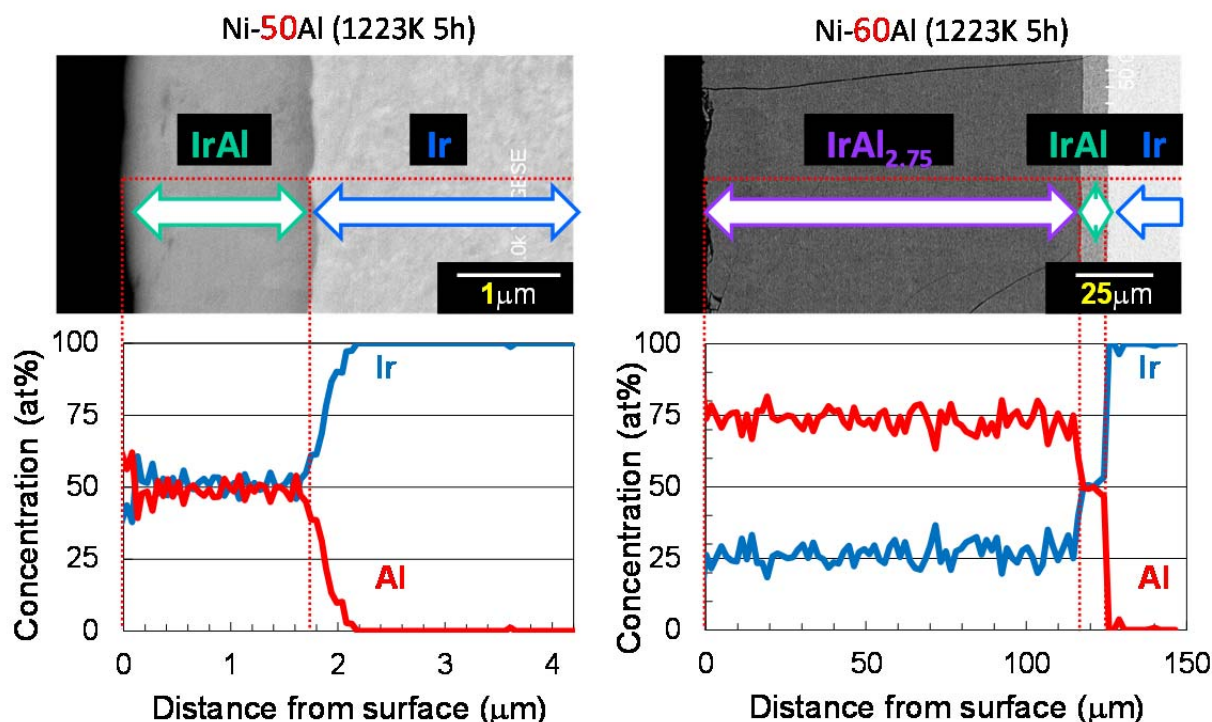 Ni-50Al (1223K 5h)
IrAl
Ir
1μm
Ni-60Al (1223K 5h)
IrAl2.75
IrAl
Ir
25μm
Concentration (at%)
100
75
50
25
0
Ir
Al
0 1 2 3 4
Distance from surface (μm)
Concentration (at%)
100
75
50
25
0
Ir
Al
0 50 100 150
Distance from surface (μm)